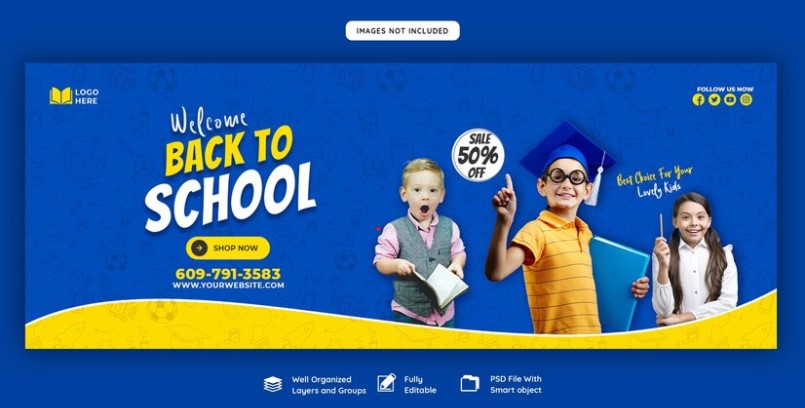 IMAGES NOT INCLUDED
LOGO
HERE
FOLLOW US NOW
Welcome
BACK TO
SCHOOL
SALE
50%
OFF
Best Choice For Your
Lovely Kids
SHOP NOW
609-791-3583
WWW.YOURWEBSITE.COM
Well Organized
Layers and Groups
Fully
Editable
PSD File With
Smart object